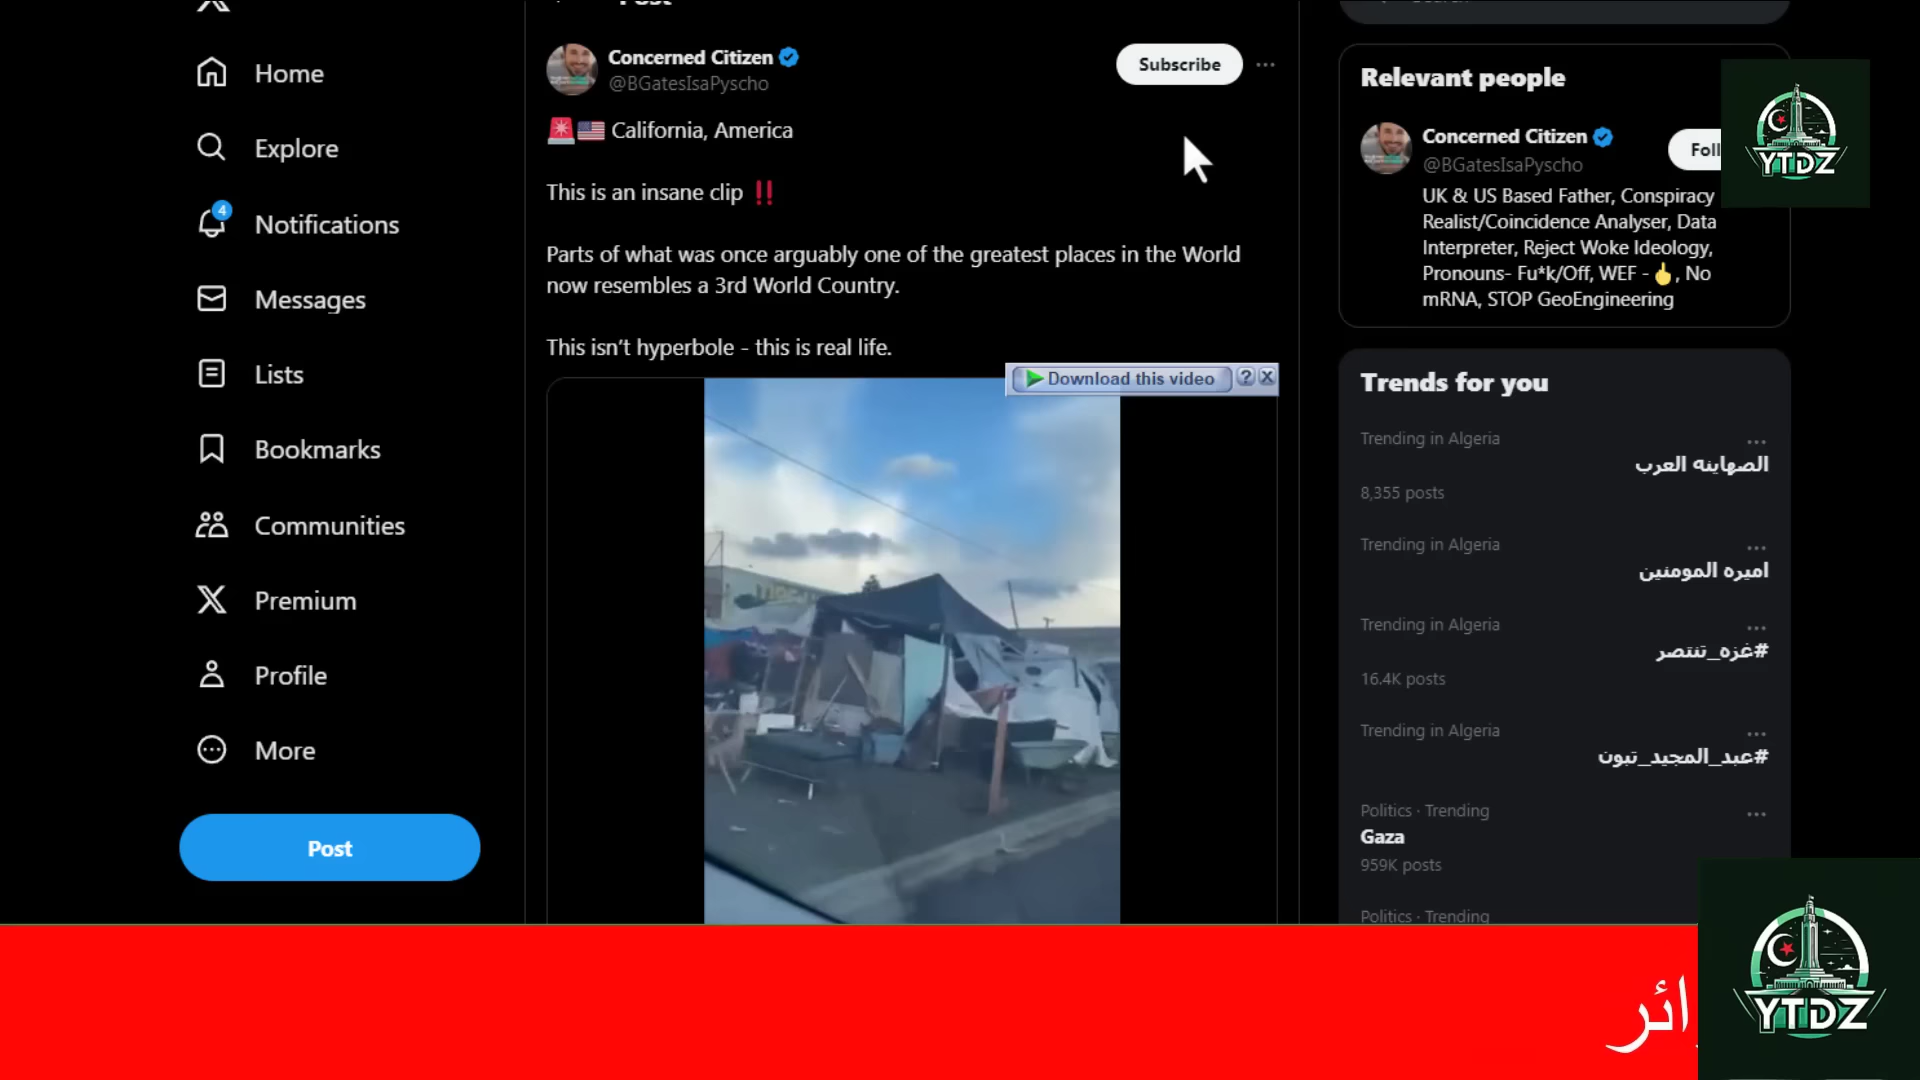 Home
Explore
4
Notifications
Messages
Lists
Bookmarks
Communities
Premium
Profile
More
Post
Post
Concerned Citizen
@BGatesIsaPyscho
Subscribe
California, America
This is an insane clip ‼
Parts of what was once arguably one of the greatest places in the World
now resembles a 3rd World Country.
This isn't hyperbole - this is real life.
Download this video
Relevant people
Concerned Citizen
@BGatesIsaPyscho
Foll
UK & US Based Father, Conspiracy
Realist/Coincidence Analyser, Data
Interpreter, Reject Woke Ideology,
Pronouns- Fu*k/Off, WEF - 🖕, No
mRNA, STOP GeoEngineering
YTDZ
Trends for you
Trending in Algeria
الصهاينه العرب
8,355 posts
Trending in Algeria
اميره المومنين
Trending in Algeria
#غزه_تنتصر
16.4K posts
Trending in Algeria
#عبد_المجيد_تبون
Politics · Trending
Gaza
959K posts
Politics · Trending
ائر
YTDZ